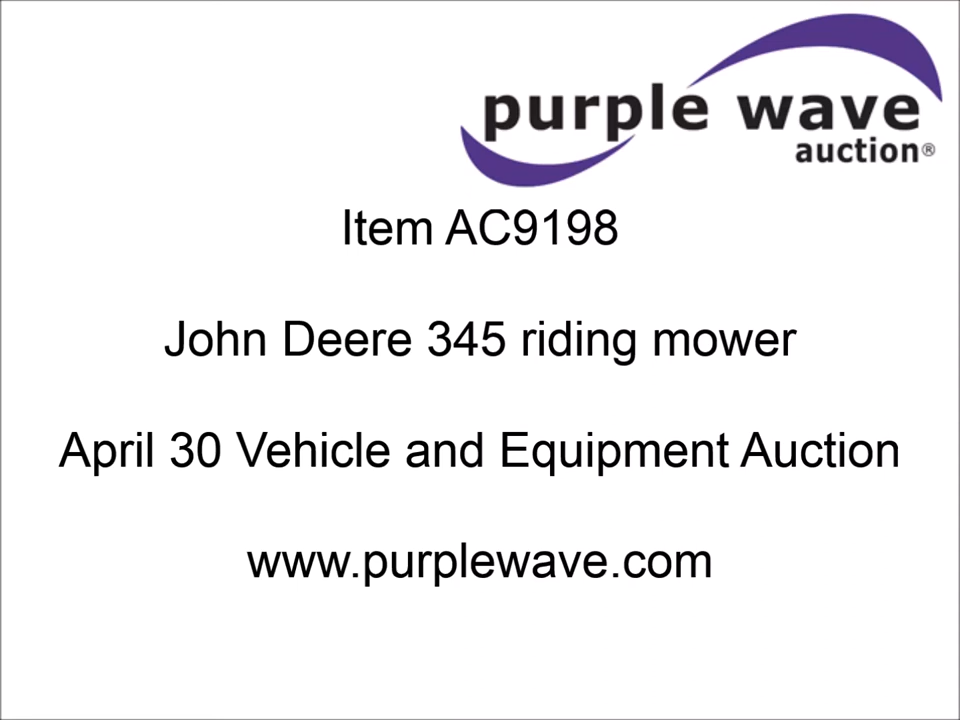 purple wave
auction®
Item AC9198
John Deere 345 riding mower
April 30 Vehicle and Equipment Auction
www.purplewave.com